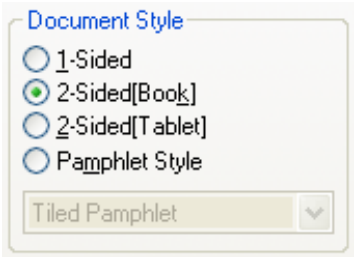 Document Style
1-Sided
2-Sided[Book]
2-Sided[Tablet]
Pamphlet Style
Tiled Pamphlet